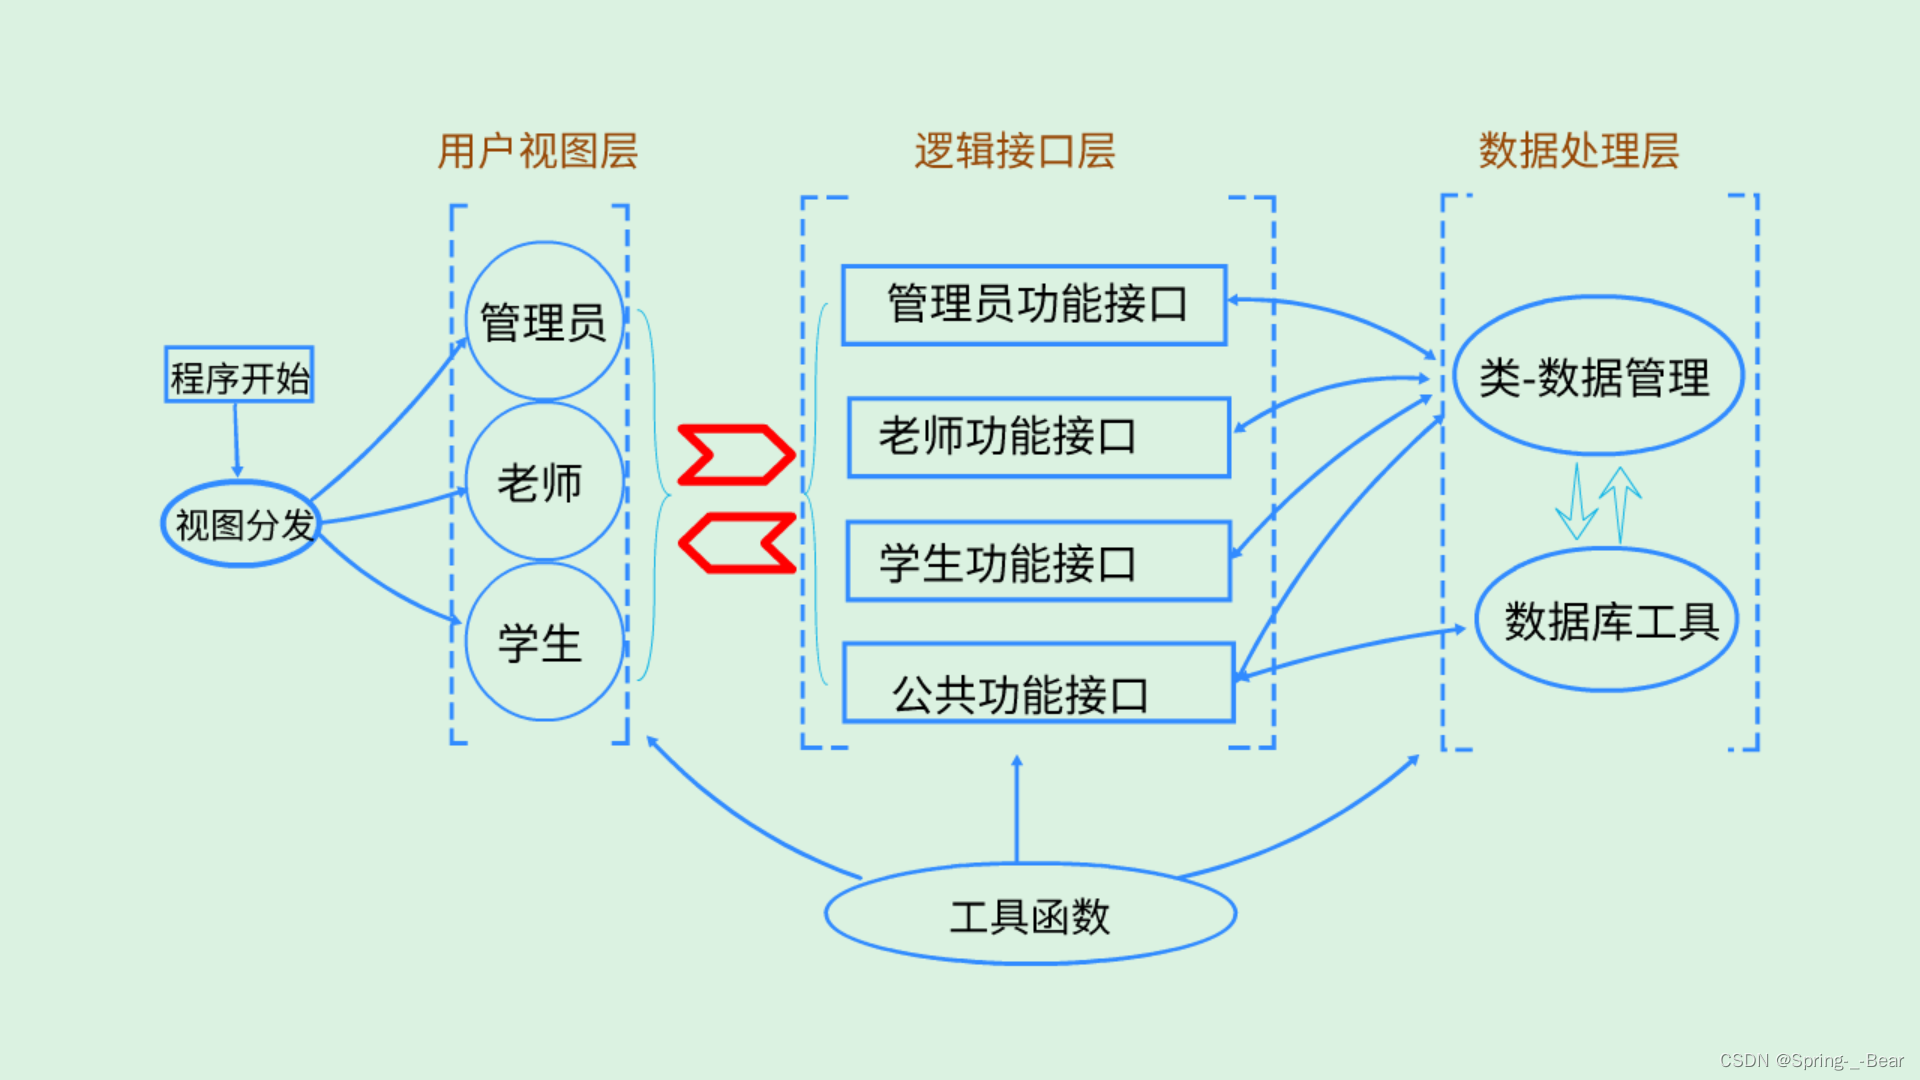 用户视图层
逻辑接口层
数据处理层
程序开始
视图分发
管理员
老师
学生
管理员功能接口
老师功能接口
学生功能接口
公共功能接口
类-数据管理
数据库工具
工具函数
CSDN @Spring-_-Bear